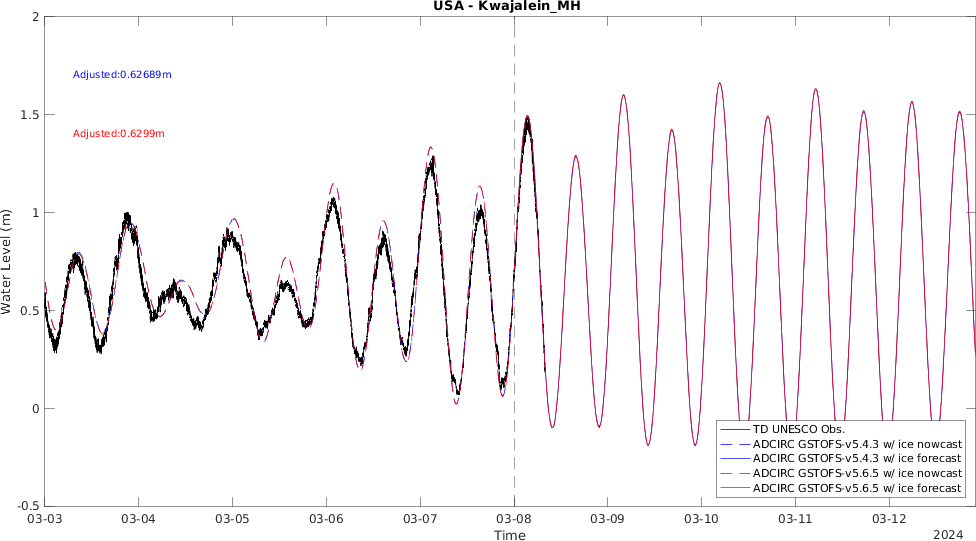 USA - Kwajalein_MH
2
Adjusted:0.62689m
1.5
Adjusted:0.6299m
1
Water Level (m)
0.5
0
TD UNESCO Obs.
ADCIRC GSTOFS-v5.4.3 w/ ice nowcast
ADCIRC GSTOFS-v5.4.3 w/ ice forecast
ADCIRC GSTOFS-v5.6.5 w/ ice nowcast
ADCIRC GSTOFS-v5.6.5 w/ ice forecast
-0.5
03-03 03-04 03-05 03-06 03-07 03-08 03-09 03-10 03-11 03-12
Time
2024